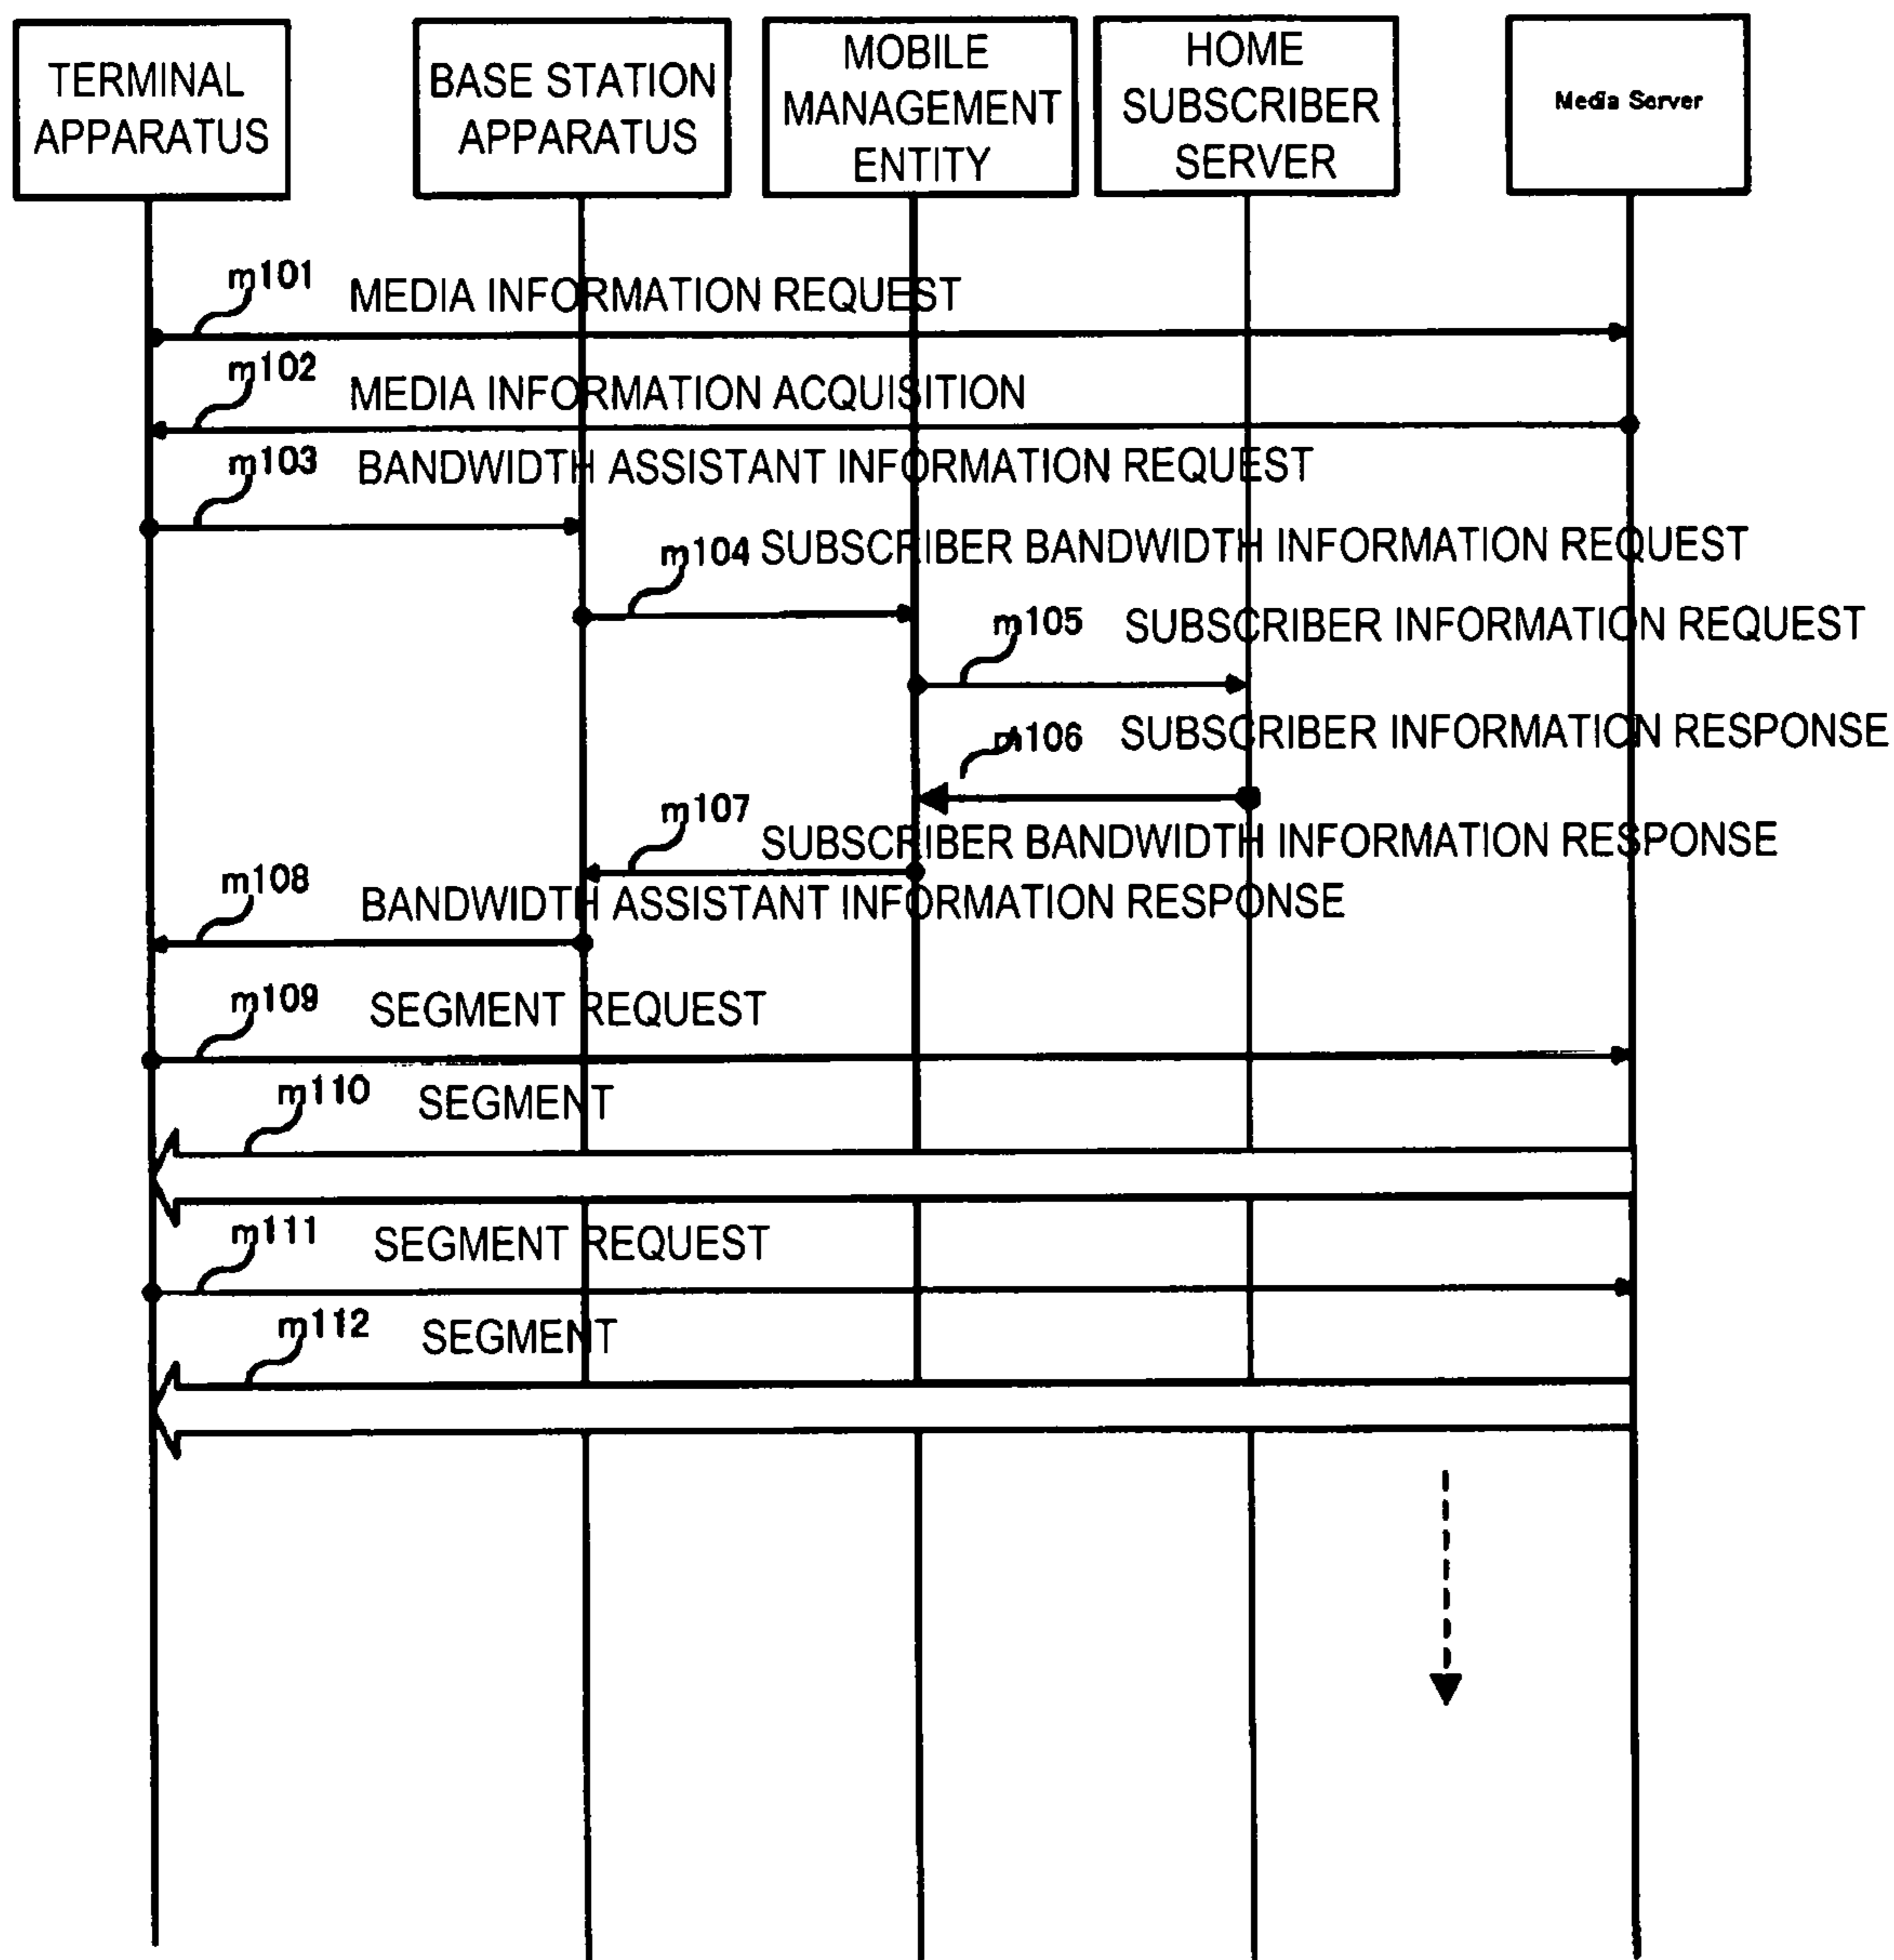 TERMINAL
APPARATUS
BASE STATION
APPARATUS
MOBILE
MANAGEMENT
ENTITY
HOME
SUBSCRIBER
SERVER
Media Server
m101 MEDIA INFORMATION REQUEST
m102 MEDIA INFORMATION ACQUISITION
m103 BANDWIDTH ASSISTANT INFORMATION REQUEST
m104 SUBSCRIBER BANDWIDTH INFORMATION REQUEST
m105 SUBSCRIBER INFORMATION REQUEST
m106 SUBSCRIBER INFORMATION RESPONSE
m107 SUBSCRIBER BANDWIDTH INFORMATION RESPONSE
m108 BANDWIDTH ASSISTANT INFORMATION RESPONSE
m109 SEGMENT REQUEST
m110 SEGMENT
m111 SEGMENT REQUEST
m112 SEGMENT